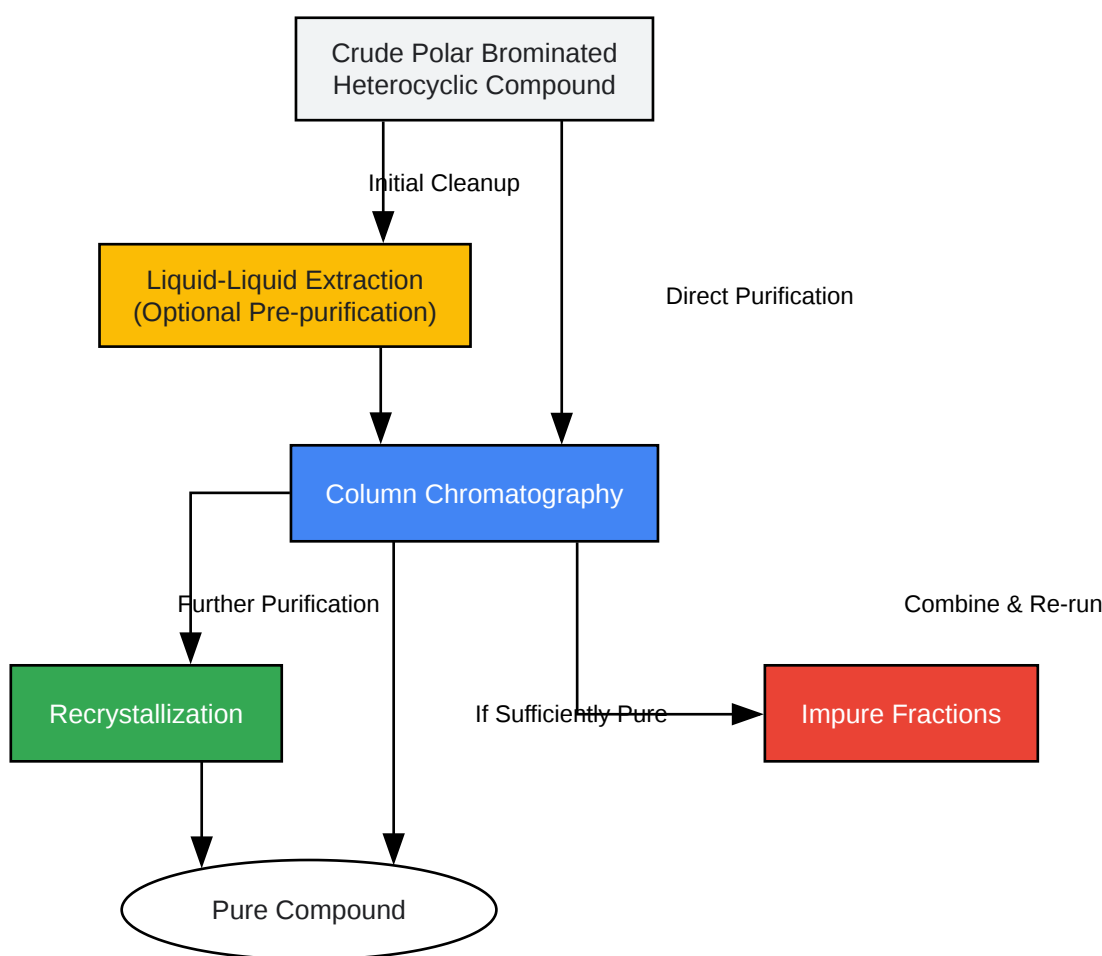 Crude Polar Brominated
Heterocyclic Compound
Initial Cleanup
Liquid-Liquid Extraction
(Optional Pre-purification)
Direct Purification
Column Chromatography
Further Purification
Combine & Re-run
Recrystallization
If Sufficiently Pure
Impure Fractions
Pure Compound